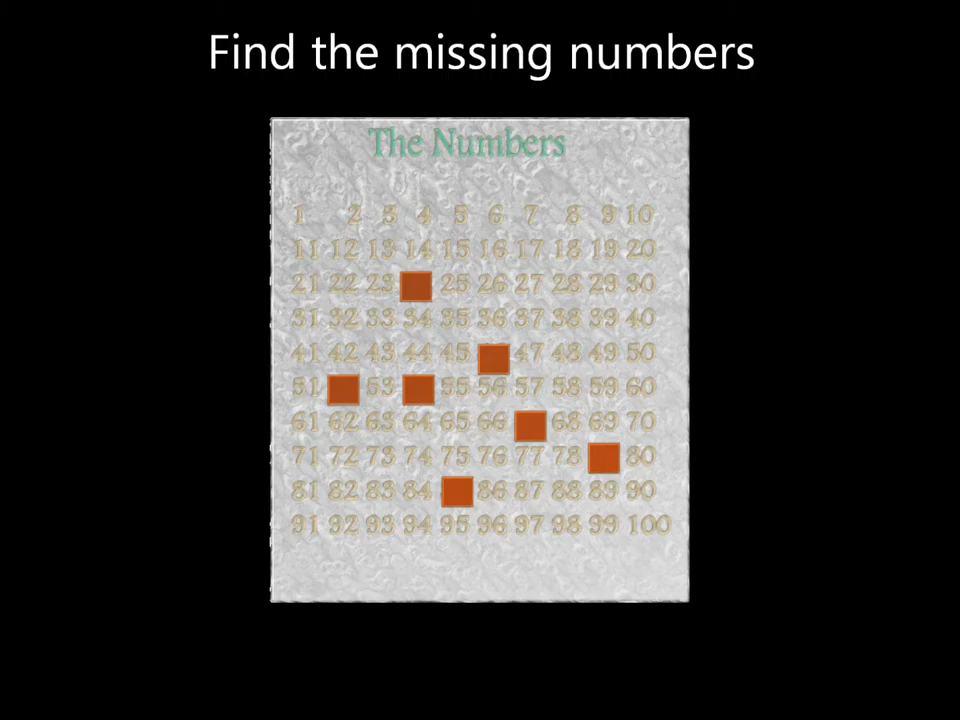 Find the missing numbers
The Numbers
1 2 3 4 5 6 7 8 9 10
11 12 13 14 15 16 17 18 19 20
21 22 23 25 26 27 28 29 30
31 32 33 34 35 36 37 38 39 40
41 42 43 44 45 47 48 49 50
51 53 55 56 57 58 59 60
61 62 63 64 65 66 68 69 70
71 72 73 74 75 76 77 78 80
81 82 83 84 86 87 88 89 90
91 92 93 94 95 96 97 98 99 100